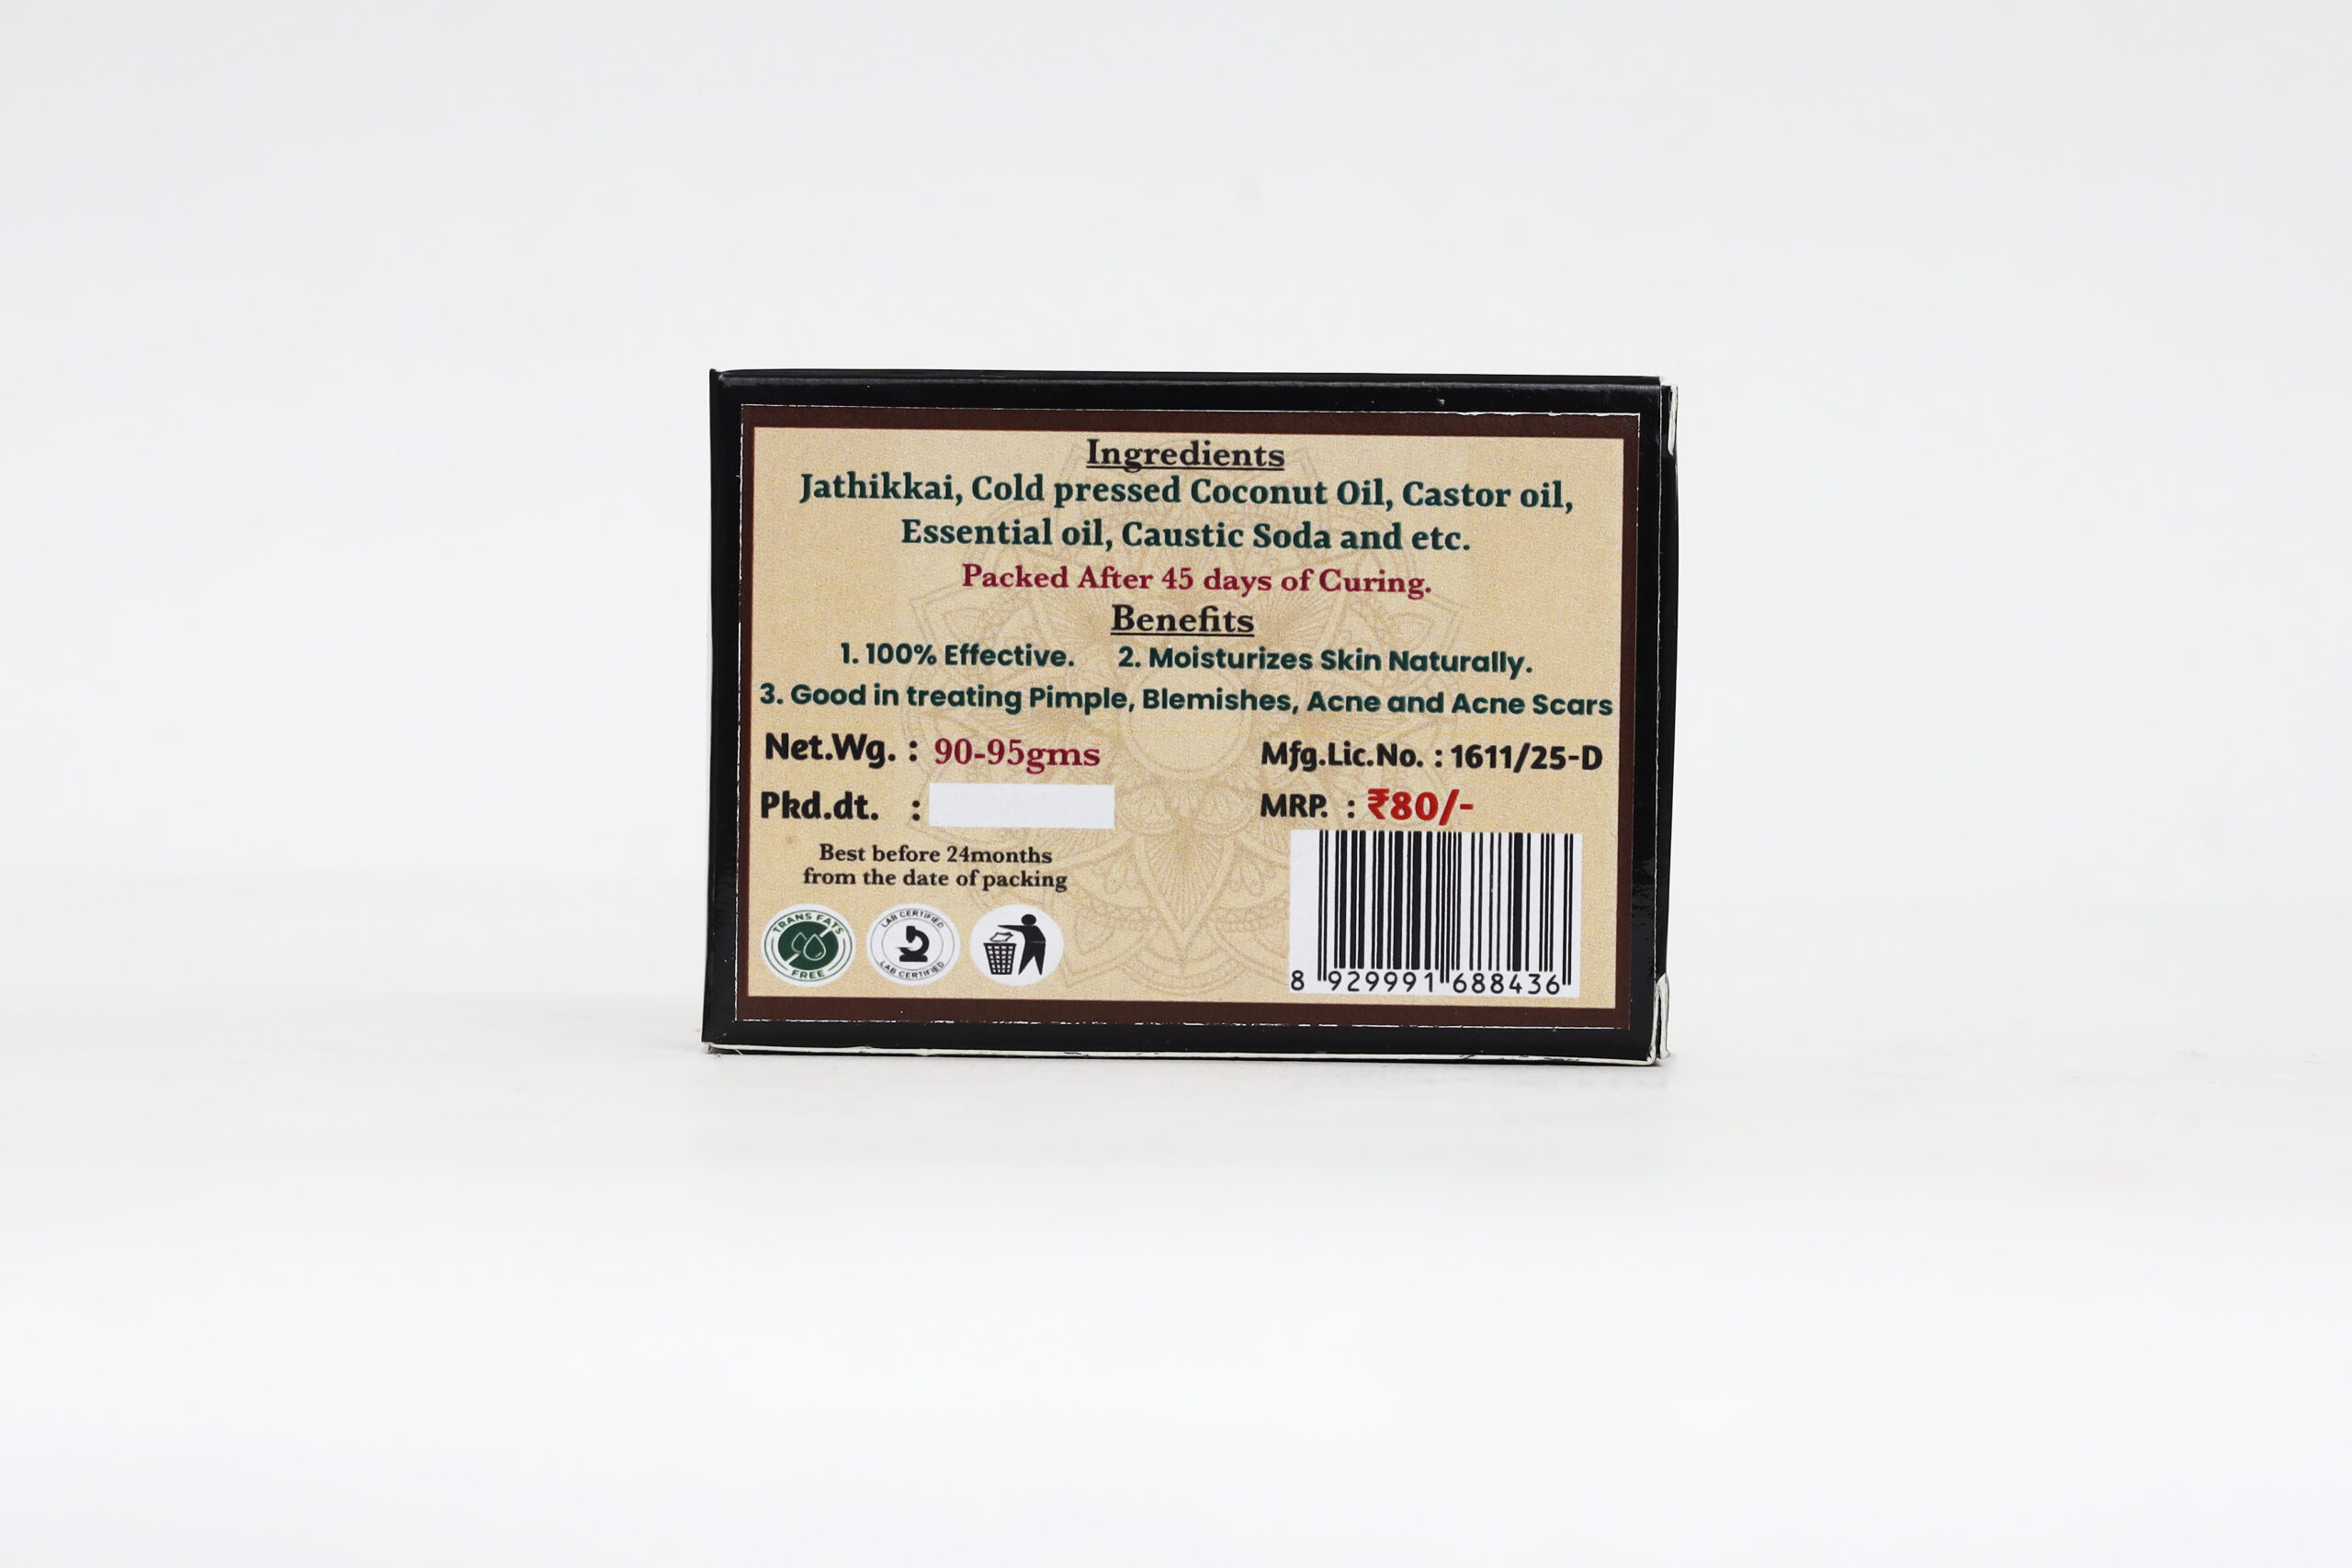 Ingredients
Jathikkai, Cold pressed Coconut Oil, Castor oil,
Essential oil, Caustic Soda and etc.
Packed After 45 days of Curing.
Benefits
1. 100% Effective. 2. Moisturizes Skin Naturally.
3. Good in treating Pimple, Blemishes, Acne and Acne Scars
Net.Wg. : 90-95gms
Mfg.Lic.No. : 1611/25-D
Pkd.dt. :
MRP. : ₹80/-
Best before 24months
from the date of packing
TRANS FATS
FREE
LAB CERTIFIED
LAB CERTIFIED
8 929991 688436